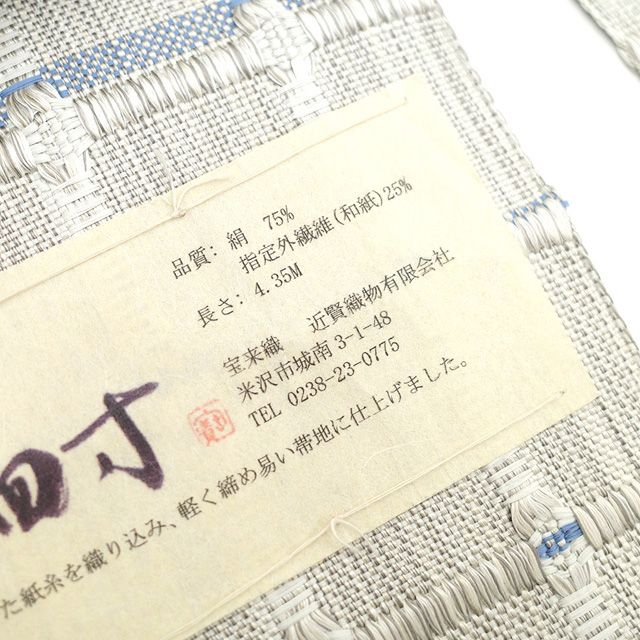 品質: 絹 75%
指定外繊維(和紙)25%
長さ: 4.35M
宝来織 近賢織物有限会社
米沢市城南3-1-48
TEL 0238-23-0775
た紙糸を織り込み、軽く締め易い帯地に仕上げました。